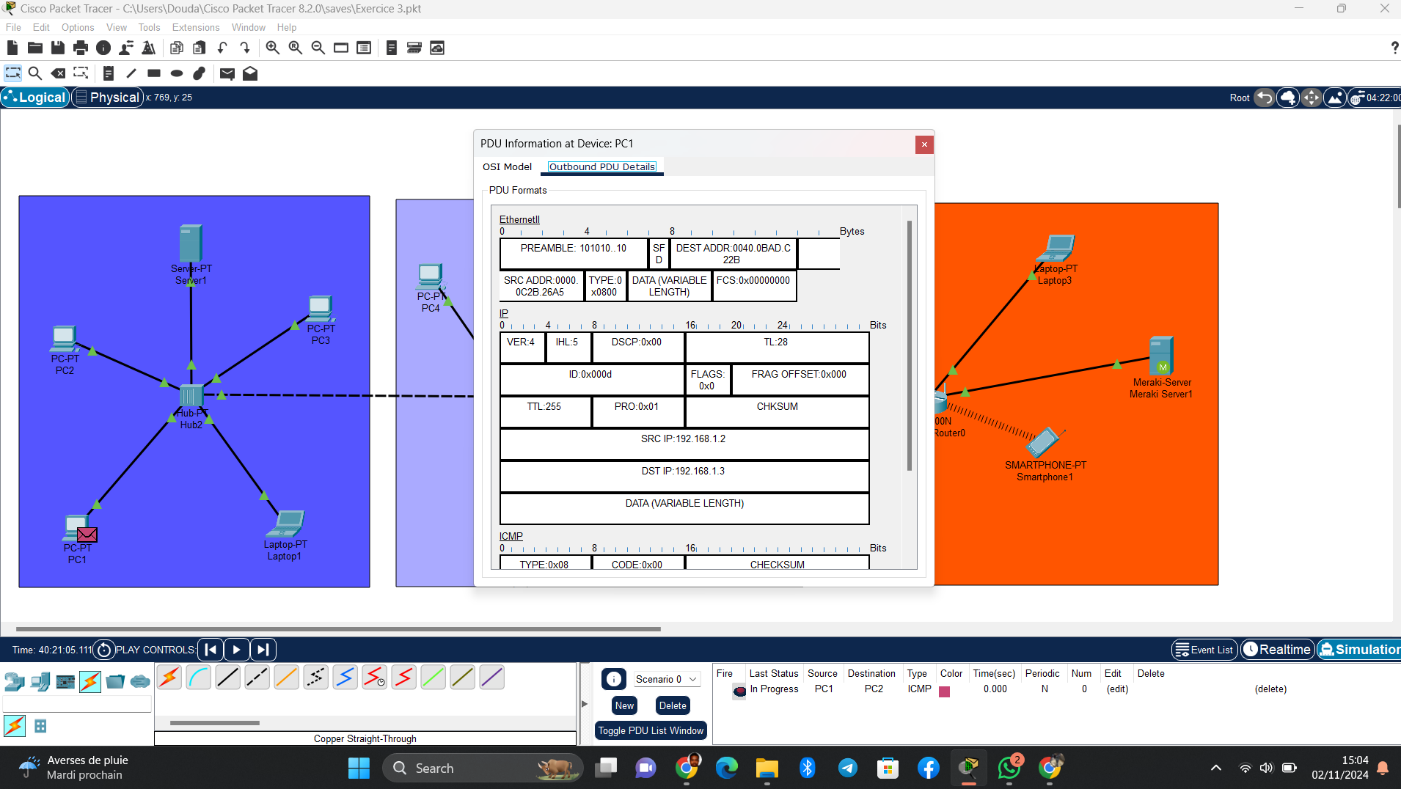 Cisco Packet Tracer - C:\Users\Douda\Cisco Packet Tracer 8.2.0\saves\Exercice 3.pkt
File Edit Options View Tools Extensions Window Help
?
Logical Physical x: 769, y: 25 Root 04:22:00
PDU Information at Device: PC1
OSI Model Outbound PDU Details
PDU Formats
EthernetII
0 4 8 Bytes
PREAMBLE: 101010..10 SF D DEST ADDR:0040.0BAD.C 22B
SRC ADDR:0000. 0C2B.26A5 TYPE:0 x0800 DATA (VARIABLE LENGTH) FCS:0x00000000
IP
0 4 8 16 20 24 Bits
VER:4 IHL:5 DSCP:0x00 TL:28
ID:0x000d FLAGS: 0x0 FRAG OFFSET:0x000
TTL:255 PRO:0x01 CHKSUM
SRC IP:192.168.1.2
DST IP:192.168.1.3
DATA (VARIABLE LENGTH)
ICMP
0 8 16 Bits
TYPE:0x08 CODE:0x00 CHECKSUM
Server-PT
Server1
PC-PT
PC2
PC-PT
PC3
Hub-PT
Hub2
PC-PT
PC1
Laptop-PT
Laptop1
PC-PT
PC4
Laptop-PT
Laptop3
M
Meraki-Server
Meraki Server1
00N
Router0
SMARTPHONE-PT
Smartphone1
Time: 40:21:05.111 PLAY CONTROLS: Event List Realtime Simulation
Scenario 0
New Delete
Toggle PDU List Window
Fire Last Status Source Destination Type Color Time(sec) Periodic Num Edit Delete
In Progress PC1 PC2 ICMP 0.000 N 0 (edit) (delete)
Copper Straight-Through
Averses de pluie
Mardi prochain
Search
2
15:04
02/11/2024